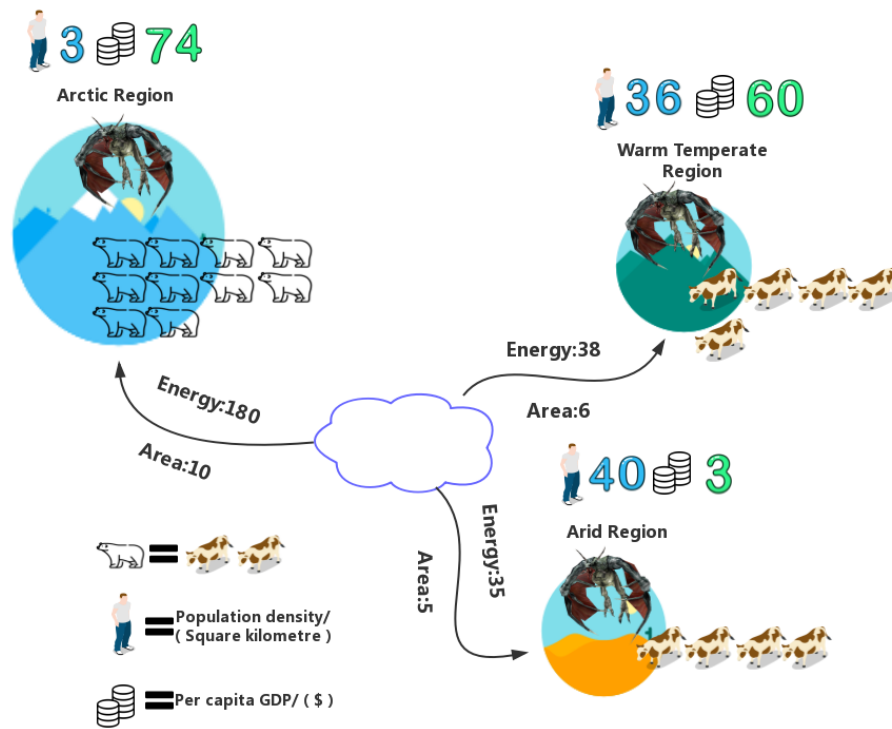 3 74
Arctic Region
36 60
Warm Temperate
Region
Energy:38
Area:6
Energy:180
Area:10
40 3
Arid Region
Energy:35
Area:5
=
=
Population density/
( Square kilometre )
=
Per capita GDP/ ( $ )